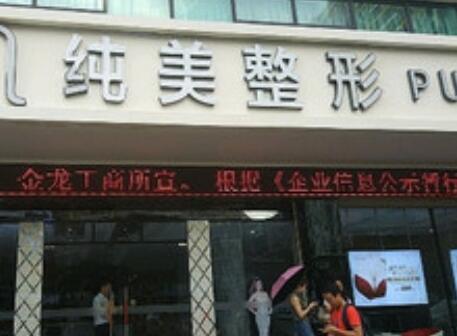 纯美整形 PU
金龙工商所宣。 根据《企业信息公示暂行